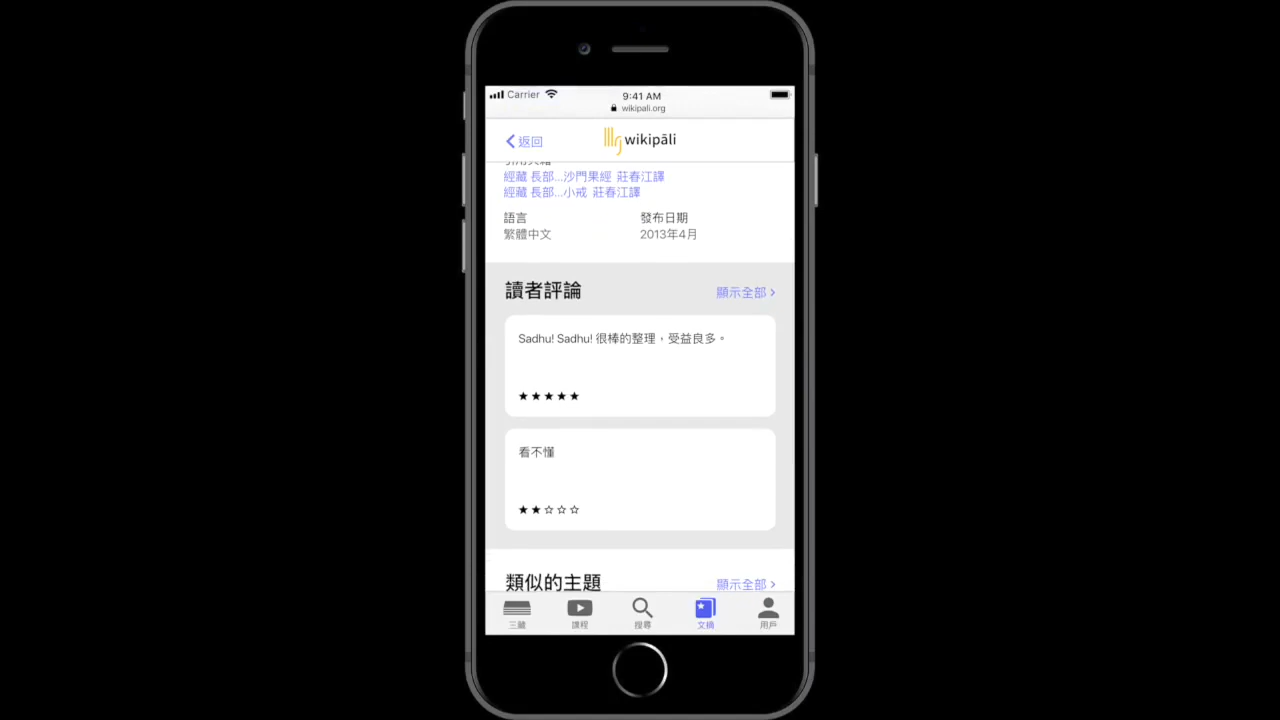 Carrier
9:41 AM
wikipali.org
返回
wikipāli
經藏 長部...沙門果經 莊春江譯
經藏 長部...小戒 莊春江譯
語言 發布日期
繁體中文 2013年4月
讀者評論 顯示全部 >
Sadhu! Sadhu! 很棒的整理，受益良多。
★★★★★
看不懂
★★☆☆☆
類似的主題 顯示全部 >
三藏 課程 搜尋 文摘 用戶